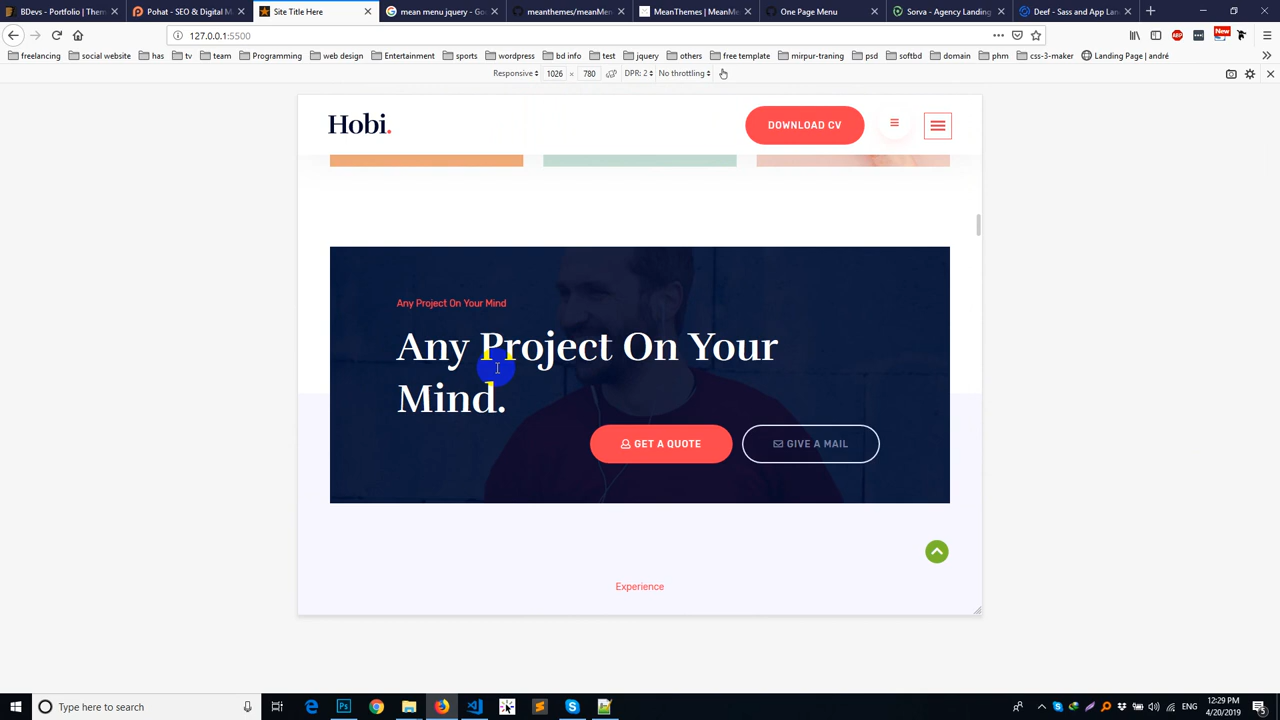 BDevs - Portfolio | Them
Pohat - SEO & Digital M
Site Title Here
mean menu jquery - Goo
meanthemes/meanMen
MeanThemes | MeanMe
One Page Menu
Sorva - Agency Landing
Deef - Sass and App Lan
127.0.0.1:5500
New
freelancing
social website
has
tv
team
Programming
web design
Entertainment
sports
wordpress
bd info
test
jquery
others
free template
mirpur-traning
psd
softbd
domain
phm
css-3-maker
Landing Page | andré
Responsive
1026 × 780
DPR: 2
No throttling
Hobi.
DOWNLOAD CV
Any Project On Your Mind
Any Project On Your
Mind.
GET A QUOTE
GIVE A MAIL
Experience
Type here to search
ENG
12:29 PM
4/20/2019
5